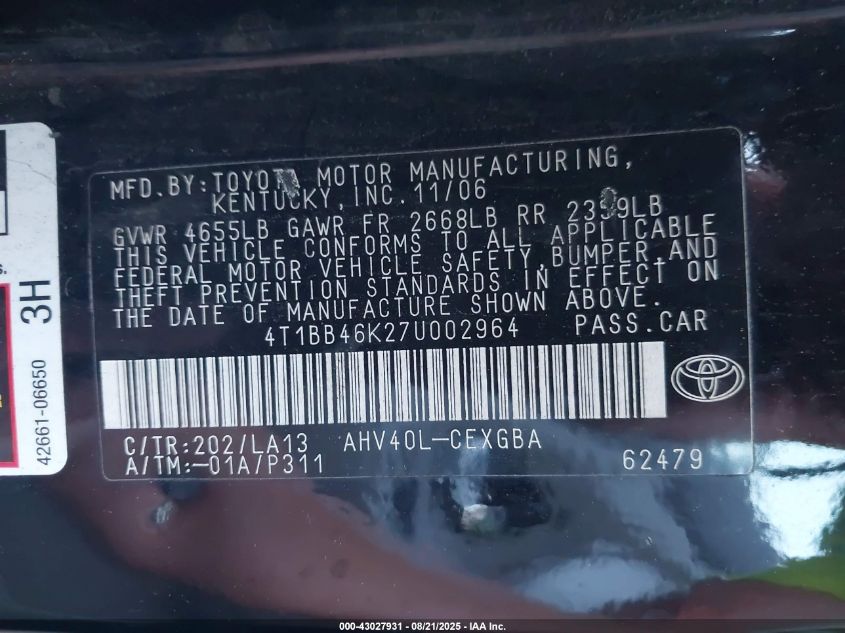 MFD. BY: TOYOTA MOTOR MANUFACTURING,
KENTUCKY, INC. 11/06
GVWR 4655LB GAWR FR 2668LB RR
THIS VEHICLE CONFORMS TO ALL APPLICABLE
FEDERAL MOTOR VEHICLE SAFETY, BUMPER, AND
THEFT PREVENTION STANDARDS IN EFFECT ON
THE DATE OF MANUFACTURE SHOWN ABOVE.
4T1BB46K27U002964 PASS. CAR
C/TR: 202/LA13 AHV40L-CEXGBA
A/TM: -01A/P311 62479
3H
42661-06650
000-43027931 - 08/21/2025 - IAA Inc.